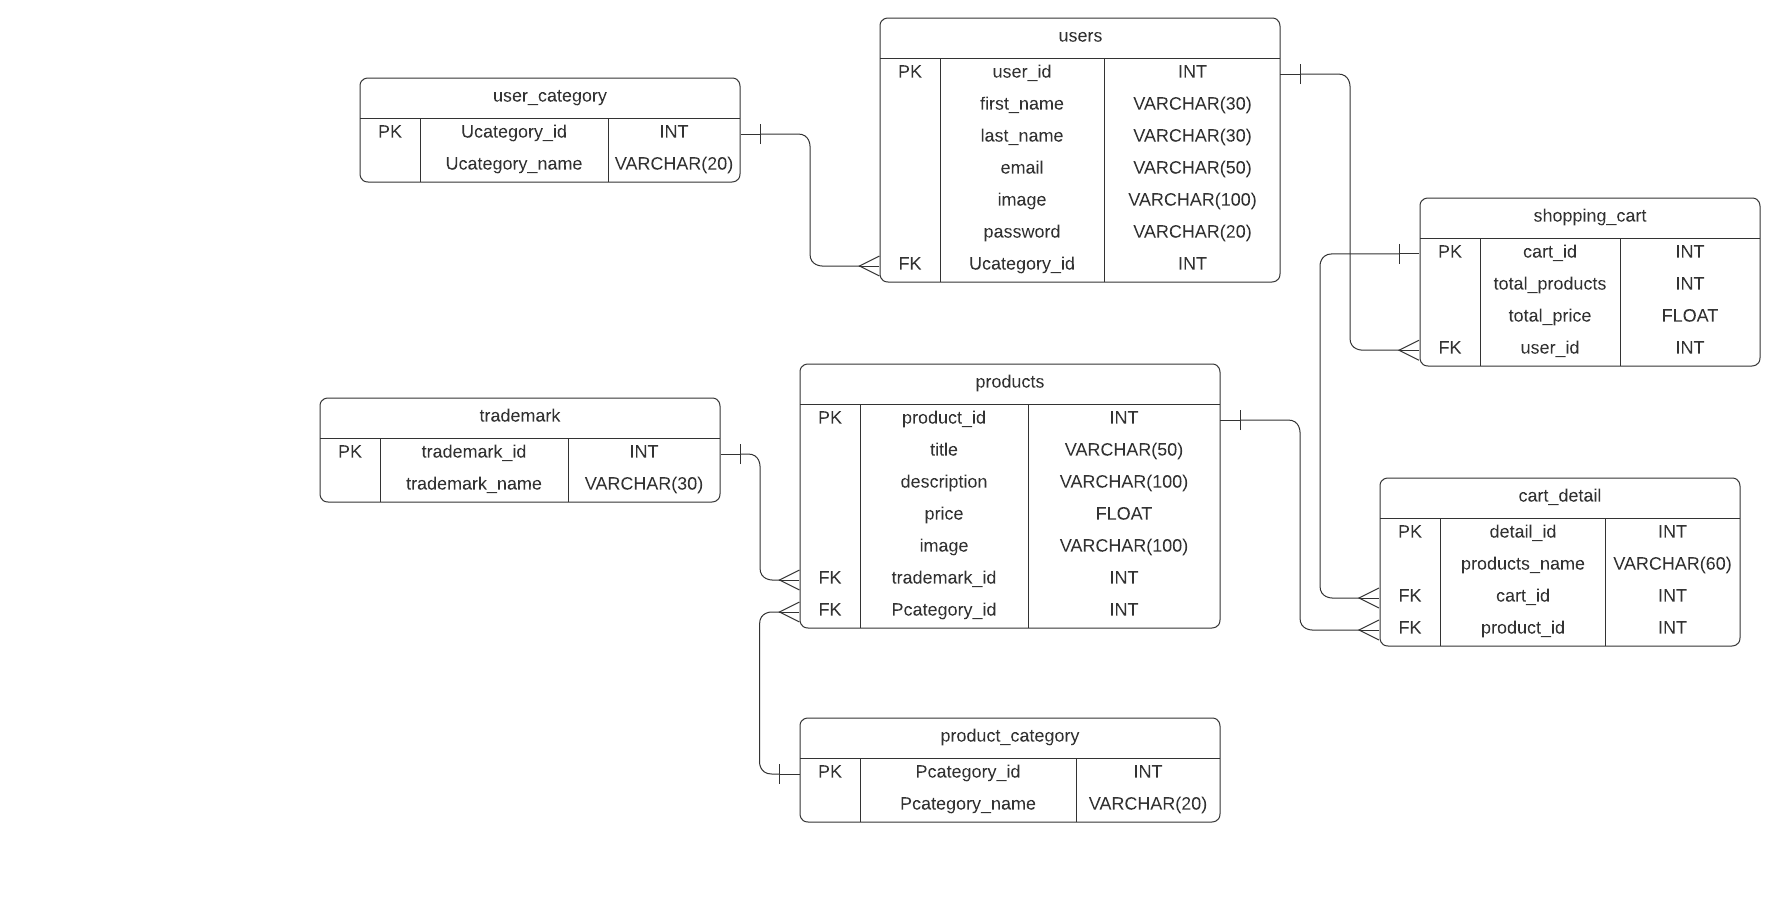 users
PK user_id INT
first_name VARCHAR(30)
last_name VARCHAR(30)
email VARCHAR(50)
image VARCHAR(100)
password VARCHAR(20)
FK Ucategory_id INT
user_category
PK Ucategory_id INT
Ucategory_name VARCHAR(20)
shopping_cart
PK cart_id INT
total_products INT
total_price FLOAT
FK user_id INT
products
PK product_id INT
title VARCHAR(50)
description VARCHAR(100)
price FLOAT
image VARCHAR(100)
FK trademark_id INT
FK Pcategory_id INT
trademark
PK trademark_id INT
trademark_name VARCHAR(30)
cart_detail
PK detail_id INT
products_name VARCHAR(60)
FK cart_id INT
FK product_id INT
product_category
PK Pcategory_id INT
Pcategory_name VARCHAR(20)